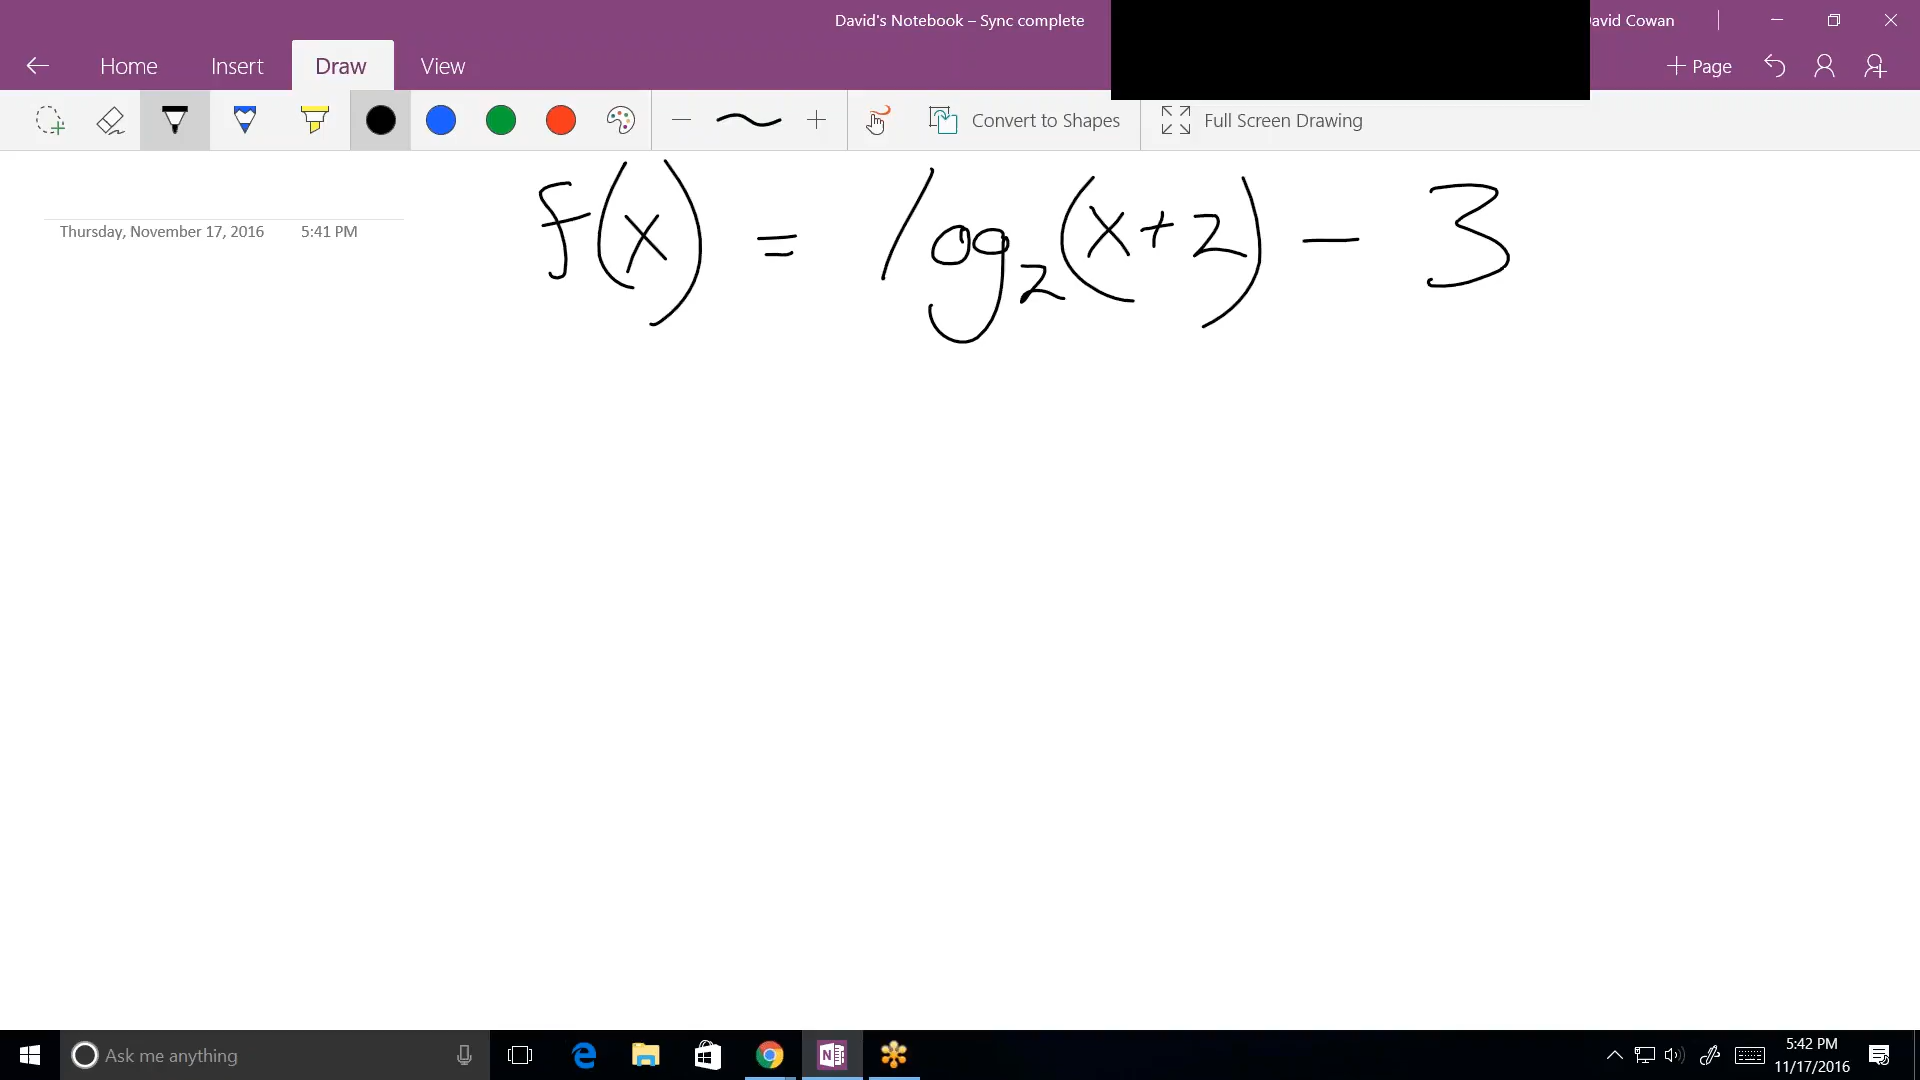 David's Notebook – Sync complete
avid Cowan
Home Insert Draw View
Page
Convert to Shapes
Full Screen Drawing
f(x) = log₂(x+2) - 3
Thursday, November 17, 2016 5:41 PM
Ask me anything
5:42 PM
11/17/2016